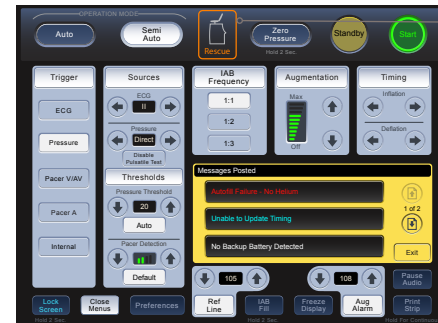 OPERATION MODE
Auto
Semi
Auto
Rescue
Zero
Pressure
Hold 2 Sec.
Standby
Start
Trigger
ECG
Pressure
Pacer V/AV
Pacer A
Internal
Sources
ECG
II
Pressure
Direct
Disable
Pulsatile Test
Thresholds
Pressure Threshold
20
Auto
Pacer Detection
Default
IAB
Frequency
1:1
1:2
1:3
Augmentation
Max
Off
Timing
Inflation
Deflation
Messages Posted
Autofill Failure - No Helium
Unable to Update Timing
No Backup Battery Detected
1 of 2
Exit
105
108
Pause
Audio
Lock
Screen
Hold 2 Sec.
Close
Menus
Preferences
Ref
Line
IAB
Fill
Hold 2 Sec.
Freeze
Display
Aug
Alarm
Print
Strip
Hold For Continuous